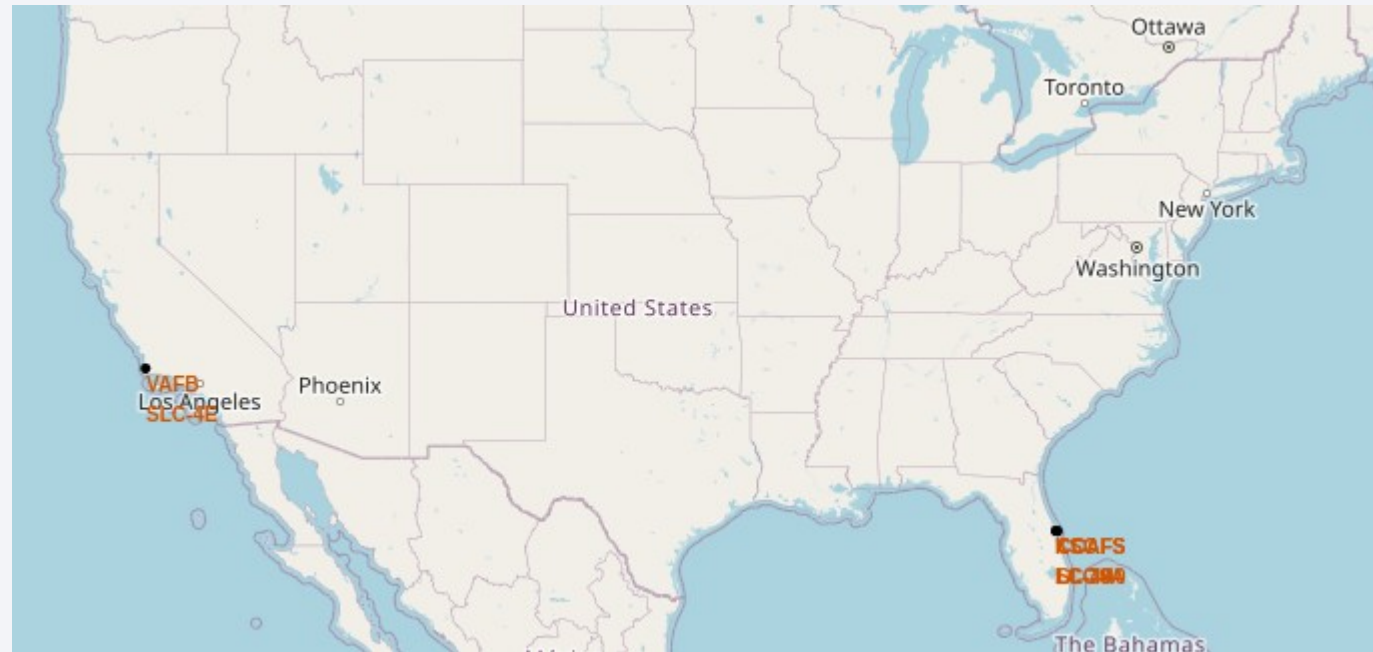 Ottawa
Toronto
New York
Washington
United States
VAFB
Phoenix
Los Angeles
SLC-4E
The Bahamas